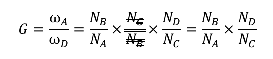 G = ω_A / ω_D = N_B / N_A × N_C / N_B × N_D / N_C = N_B / N_A × N_D / N_C